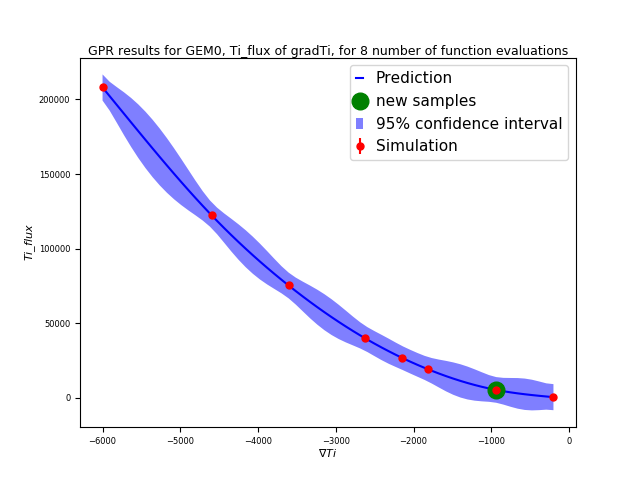 GPR results for GEM0, Ti_flux of gradTi, for 8 number of function evaluations
Prediction
new samples
95% confidence interval
Simulation
200000
150000
100000
50000
0
Ti_flux
−6000
−5000
−4000
−3000
−2000
−1000
0
∇Ti